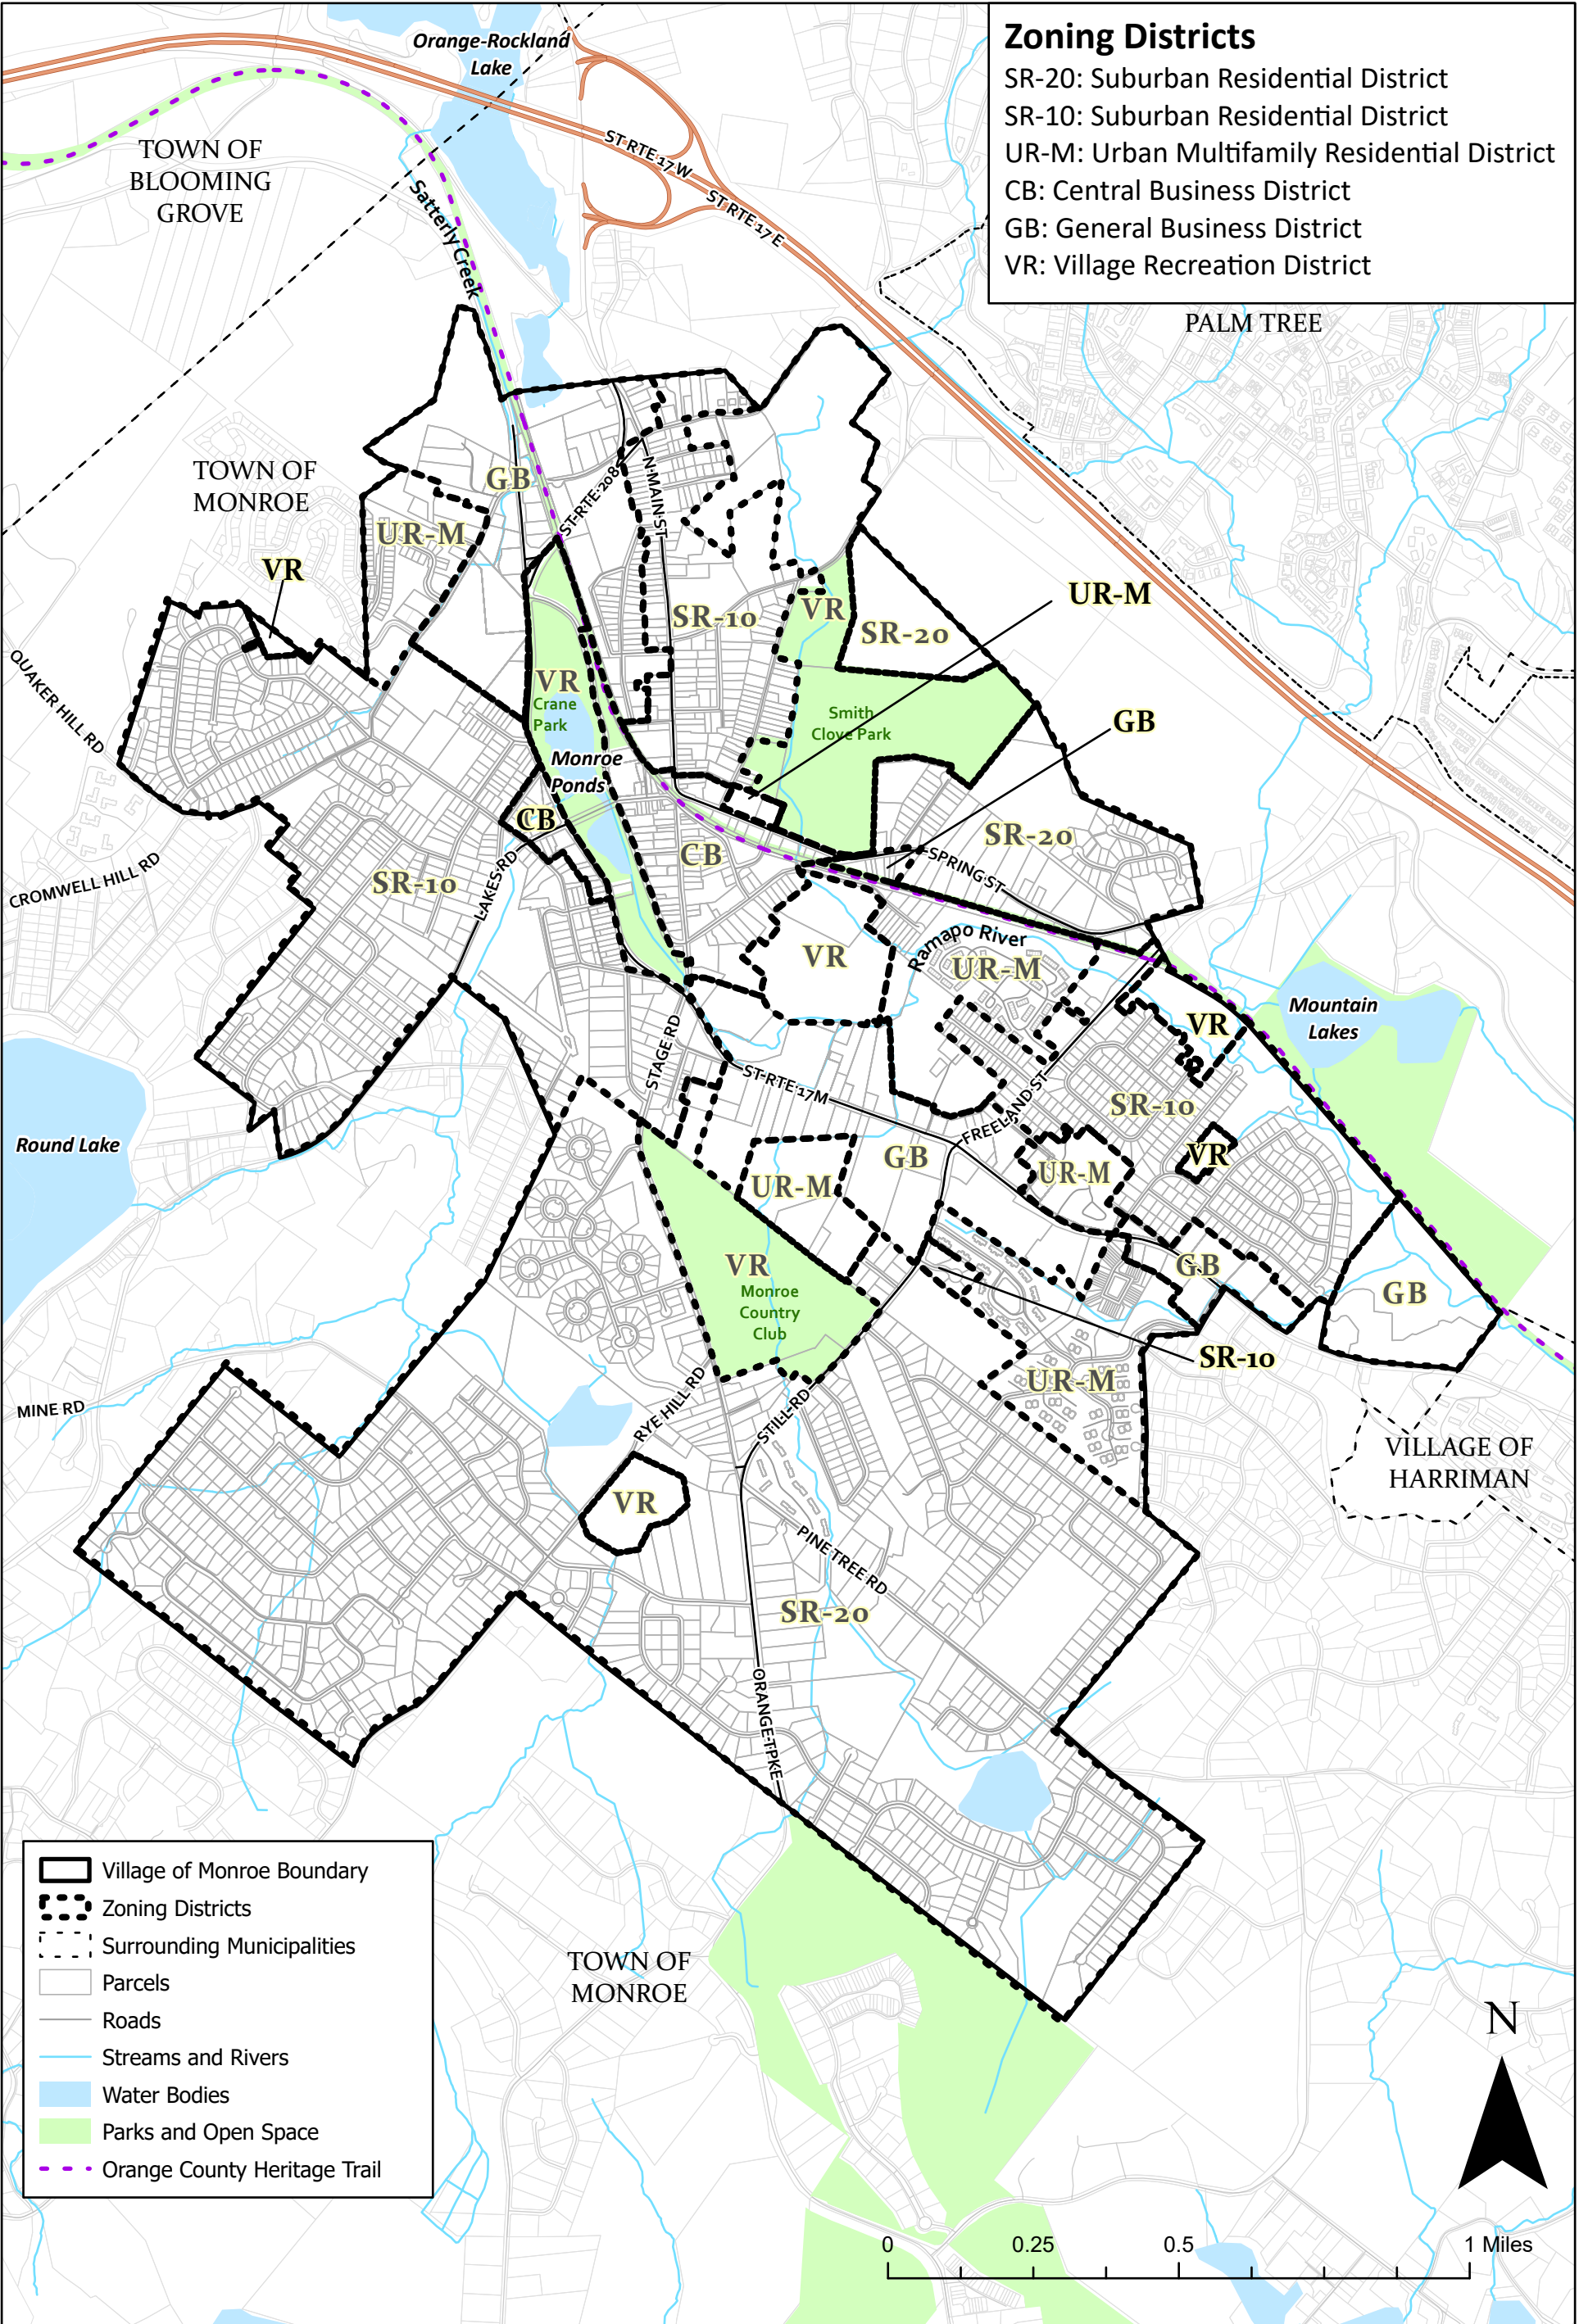 Orange-Rockland
Lake
Zoning Districts
SR-20: Suburban Residential District
SR-10: Suburban Residential District
UR-M: Urban Multifamily Residential District
CB: Central Business District
GB: General Business District
VR: Village Recreation District
TOWN OF
BLOOMING
GROVE
ST RTE 17 W
ST RTE 17 E
Satterly Creek
PALM TREE
TOWN OF
MONROE
GB
ST RTE 208
N MAIN ST
UR-M
VR
UR-M
SR-10
VR
SR-20
QUAKER HILL RD
VR
Crane
Park
Smith
Clove Park
GB
Monroe
Ponds
CB
CB
SR-20
SPRING ST
CROMWELL HILL RD
SR-10
LAKES RD
VR
Ramapo River
UR-M
Mountain
Lakes
VR
STAGE RD
ST RTE 17M
FREELAND ST
SR-10
Round Lake
GB
VR
UR-M
UR-M
VR
Monroe
Country
Club
GB
GB
SR-10
UR-M
MINE RD
RYE HILL RD
STILL RD
VILLAGE OF
HARRIMAN
VR
PINE TREE RD
SR-20
ORANGE TPKE
Village of Monroe Boundary
Zoning Districts
Surrounding Municipalities
Parcels
Roads
Streams and Rivers
Water Bodies
Parks and Open Space
Orange County Heritage Trail
TOWN OF
MONROE
N
0 0.25 0.5 1 Miles